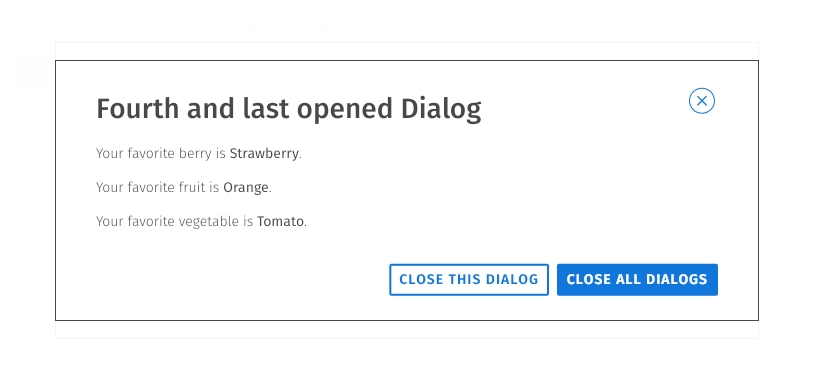 Fourth and last opened Dialog
Your favorite berry is Strawberry.
Your favorite fruit is Orange.
Your favorite vegetable is Tomato.
CLOSE THIS DIALOG
CLOSE ALL DIALOGS